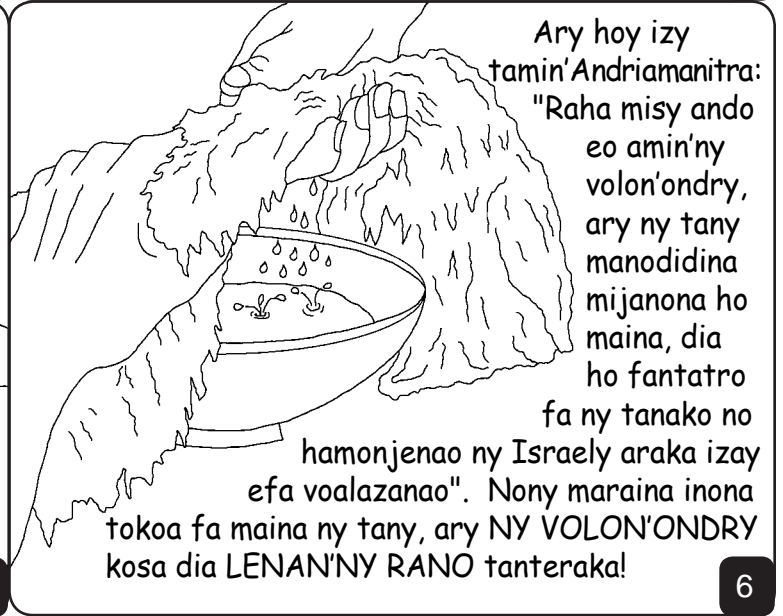 Ary hoy izy
tamin'Andriamanitra:
"Raha misy ando
eo amin'ny
volon'ondry,
ary ny tany
manodidina
mijanona ho
maina, dia
ho fantatro
fa ny tanako no
hamonjenao ny Israely araka izay
efa voalazanao". Nony maraina inona
tokoa fa maina ny tany, ary NY VOLON'ONDRY
kosa dia LENAN'NY RANO tanteraka!
6